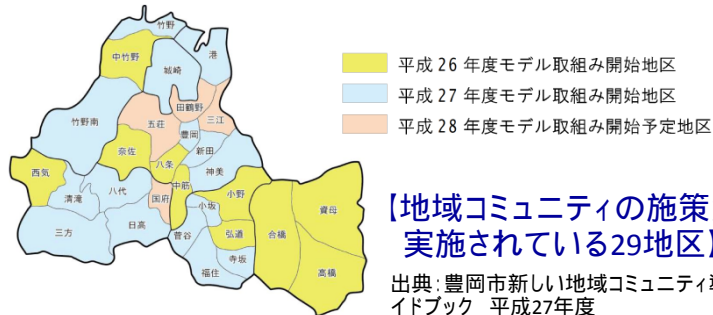 竹野
港
中竹野
城崎
田鶴野
三江
竹野南
五荘
豊岡
奈佐
八条
新田
西気
神美
中筋
小野
清滝
八代
国府
小坂
資母
三方
日高
菅谷
弘道
合橋
寺坂
福住
高橋
平成26年度モデル取組み開始地区
平成27年度モデル取組み開始地区
平成28年度モデル取組み開始予定地区
【地域コミュニティの施策
実施されている29地区】
出典:豊岡市新しい地域コミュニティ
イドブック 平成27年度